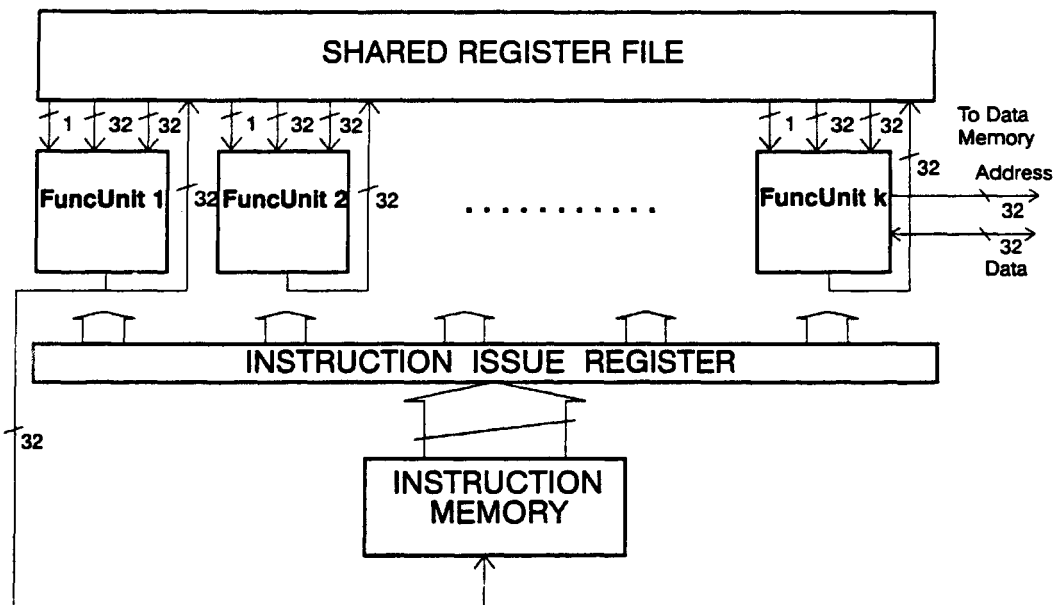 SHARED REGISTER FILE
1 32 32 1 32 32 1 32 32
To Data
Memory
32 32 32
FuncUnit 1 FuncUnit 2 ............ FuncUnit k
Address
32
32
Data
INSTRUCTION ISSUE REGISTER
32
INSTRUCTION
MEMORY